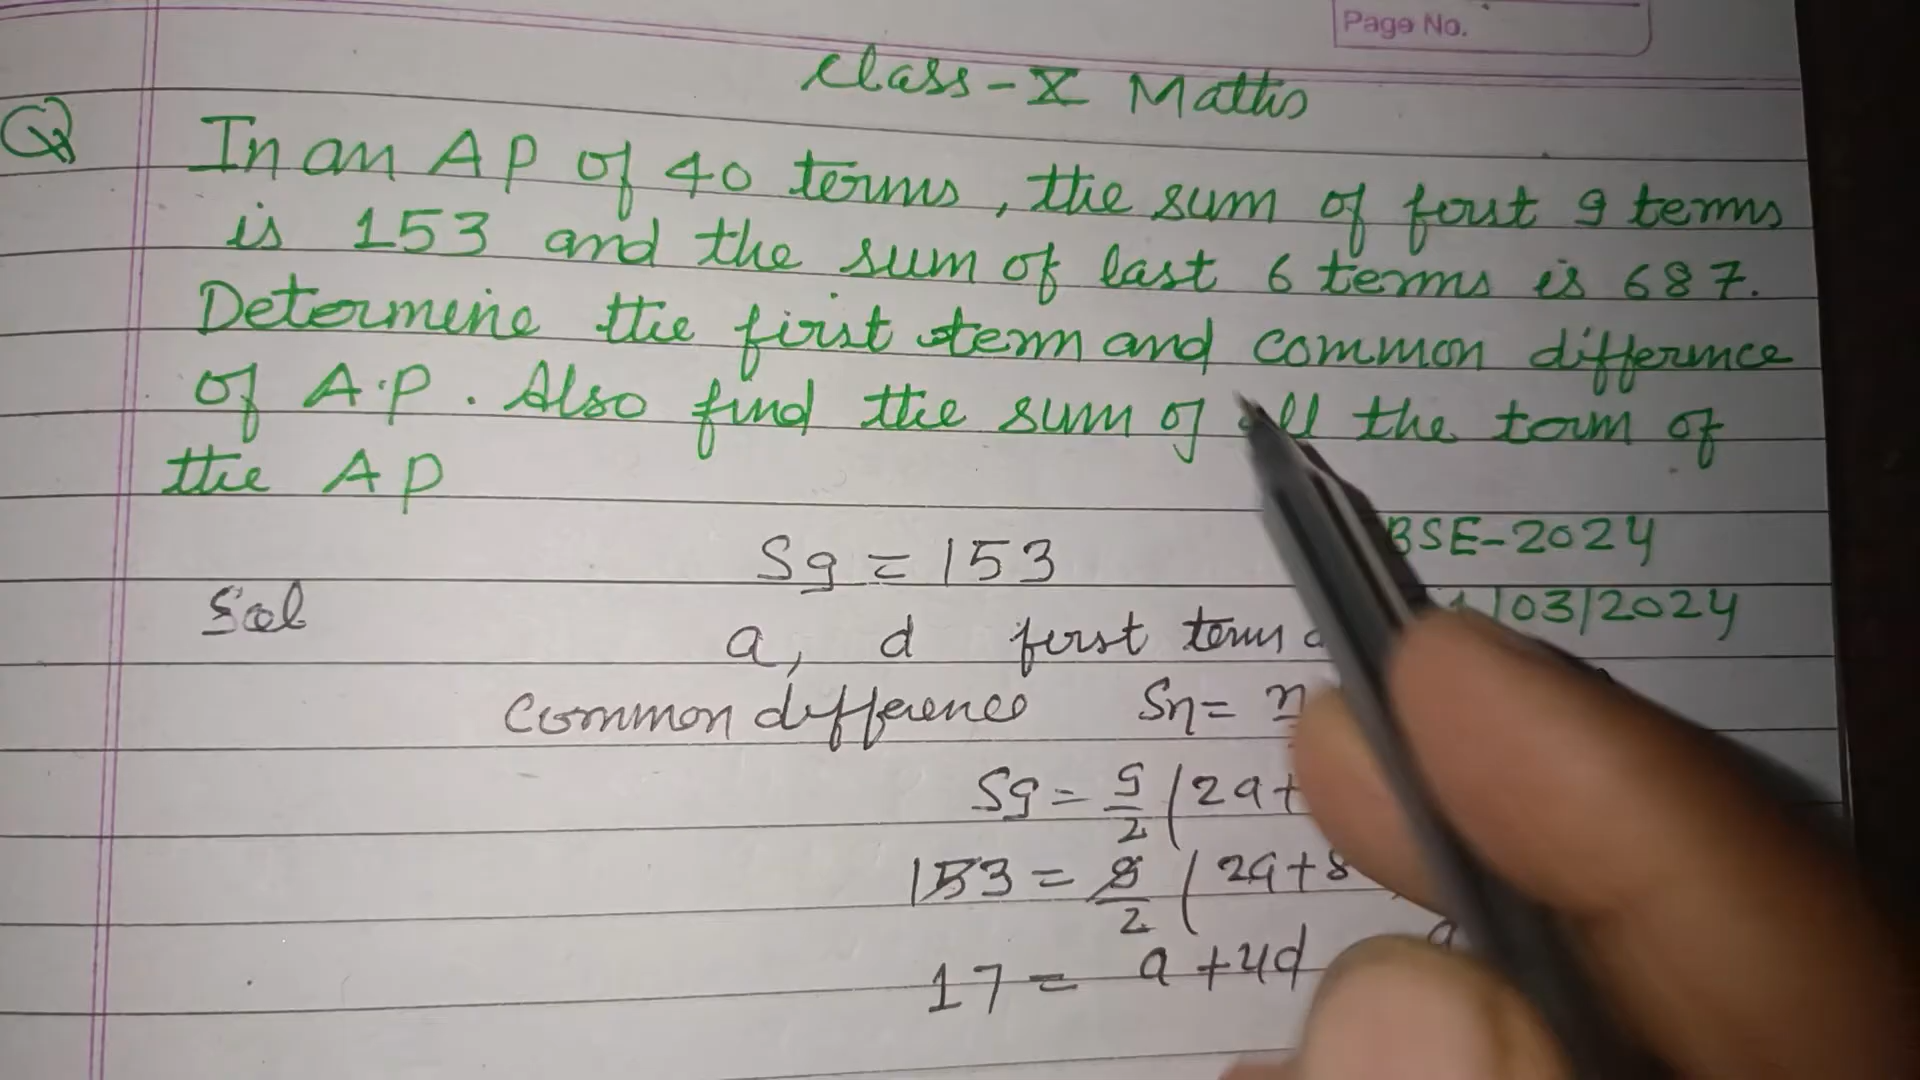 Page No.
Class-X Maths
Q In an AP of 40 terms, the sum of first 9 terms
is 153 and the sum of last 6 terms is 687.
Determine the first term and common difference
of A.P. Also find the sum of all the term of
the AP
S9 = 153
BSE-2024
Sol
/03/2024
a, d first term
common difference Sn = n
S9 = 9/2 (2a+
153 = 9/2 (2a+8
17 = a+4d